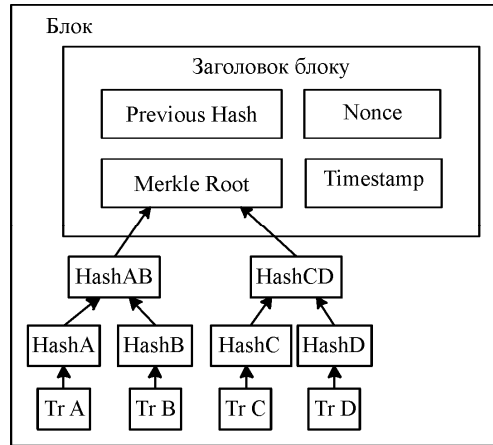 Блок
Заголовок блоку
Previous Hash
Nonce
Merkle Root
Timestamp
HashAB
HashCD
HashA
HashB
HashC
HashD
Tr A
Tr B
Tr C
Tr D